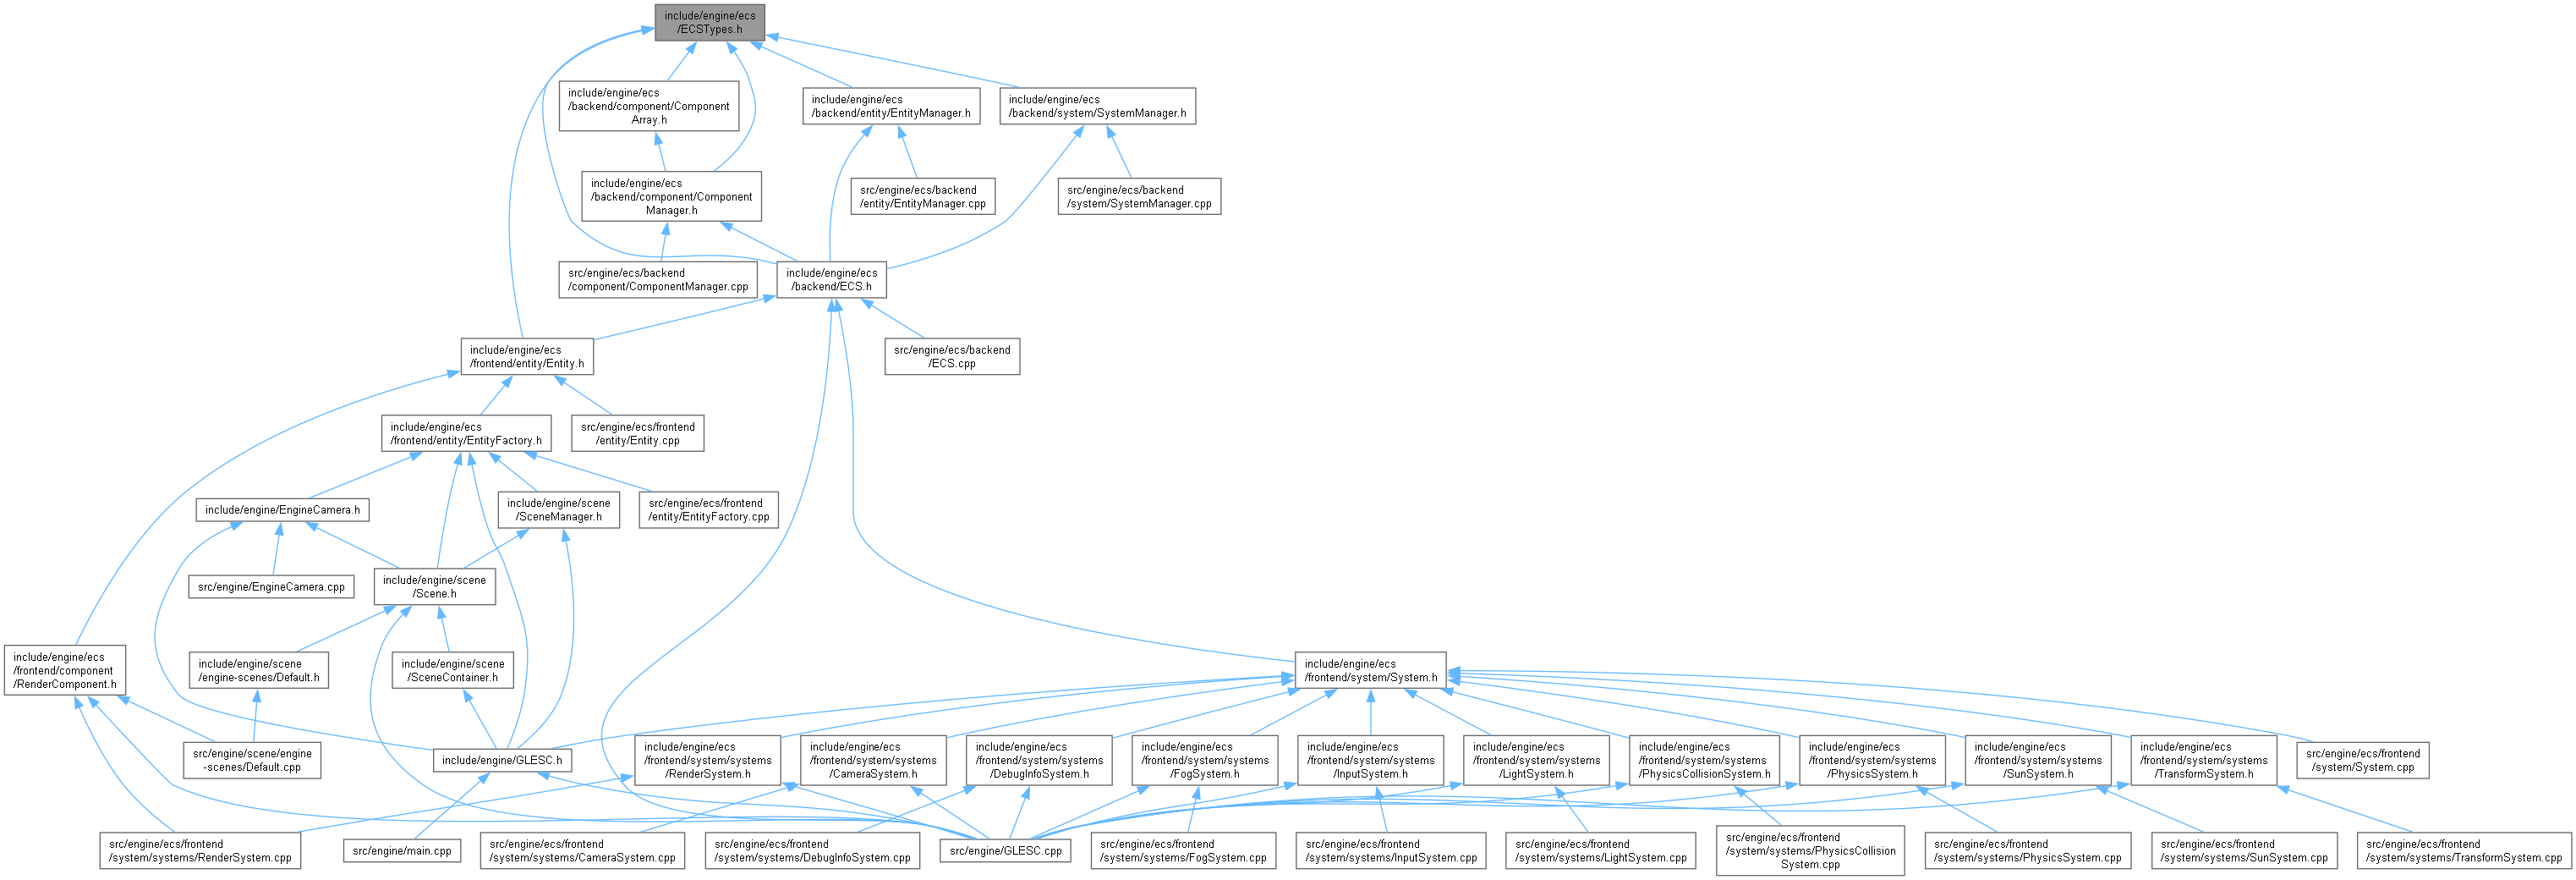 include/engine/ecs
/ECSTypes.h
include/engine/ecs
/backend/component/Component
Array.h
include/engine/ecs
/backend/entity/EntityManager.h
include/engine/ecs
/backend/system/SystemManager.h
include/engine/ecs
/backend/component/Component
Manager.h
src/engine/ecs/backend
/entity/EntityManager.cpp
src/engine/ecs/backend
/system/SystemManager.cpp
src/engine/ecs/backend
/component/ComponentManager.cpp
include/engine/ecs
/backend/ECS.h
include/engine/ecs
/frontend/entity/Entity.h
src/engine/ecs/backend
/ECS.cpp
include/engine/ecs
/frontend/entity/EntityFactory.h
src/engine/ecs/frontend
/entity/Entity.cpp
include/engine/EngineCamera.h
include/engine/scene
/SceneManager.h
src/engine/ecs/frontend
/entity/EntityFactory.cpp
src/engine/EngineCamera.cpp
include/engine/scene
/Scene.h
include/engine/ecs
/frontend/component
/RenderComponent.h
include/engine/scene
/engine-scenes/Default.h
include/engine/scene
/SceneContainer.h
include/engine/ecs
/frontend/system/System.h
src/engine/scene/engine
-scenes/Default.cpp
include/engine/GLESC.h
include/engine/ecs
/frontend/system/systems
/RenderSystem.h
include/engine/ecs
/frontend/system/systems
/CameraSystem.h
include/engine/ecs
/frontend/system/systems
/DebugInfoSystem.h
include/engine/ecs
/frontend/system/systems
/FogSystem.h
include/engine/ecs
/frontend/system/systems
/InputSystem.h
include/engine/ecs
/frontend/system/systems
/LightSystem.h
include/engine/ecs
/frontend/system/systems
/PhysicsCollisionSystem.h
include/engine/ecs
/frontend/system/systems
/PhysicsSystem.h
include/engine/ecs
/frontend/system/systems
/SunSystem.h
include/engine/ecs
/frontend/system/systems
/TransformSystem.h
src/engine/ecs/frontend
/system/System.cpp
src/engine/ecs/frontend
/system/systems/RenderSystem.cpp
src/engine/main.cpp
src/engine/ecs/frontend
/system/systems/CameraSystem.cpp
src/engine/ecs/frontend
/system/systems/DebugInfoSystem.cpp
src/engine/GLESC.cpp
src/engine/ecs/frontend
/system/systems/FogSystem.cpp
src/engine/ecs/frontend
/system/systems/InputSystem.cpp
src/engine/ecs/frontend
/system/systems/LightSystem.cpp
src/engine/ecs/frontend
/system/systems/PhysicsCollision
System.cpp
src/engine/ecs/frontend
/system/systems/PhysicsSystem.cpp
src/engine/ecs/frontend
/system/systems/SunSystem.cpp
src/engine/ecs/frontend
/system/systems/TransformSystem.cpp